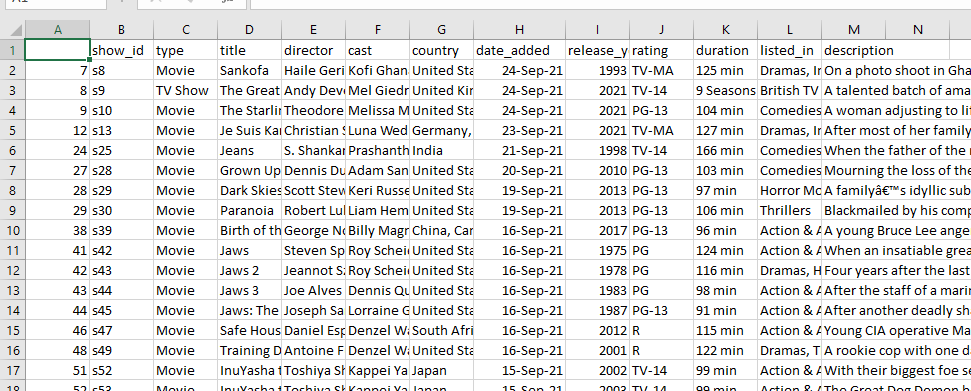 A B C D E F G H I J K L M N
1 show_id type title director cast country date_added release_y rating duration listed_in description
2 7 s8 Movie Sankofa Haile Geri Kofi Ghan United Sta 24-Sep-21 1993 TV-MA 125 min Dramas, In On a photo shoot in Gha
3 8 s9 TV Show The Great Andy Dev Mel Giedr United Kin 24-Sep-21 2021 TV-14 9 Seasons British TV A talented batch of ama
4 9 s10 Movie The Starlin Theodore Melissa M United Sta 24-Sep-21 2021 PG-13 104 min Comedies A woman adjusting to li
5 12 s13 Movie Je Suis Kar Christian S Luna Wed Germany, 23-Sep-21 2021 TV-MA 127 min Dramas, In After most of her family
6 24 s25 Movie Jeans S. Shankar Prashanth India 21-Sep-21 1998 TV-14 166 min Comedies When the father of the
7 27 s28 Movie Grown Up Dennis Du Adam San United Sta 20-Sep-21 2010 PG-13 103 min Comedies Mourning the loss of the
8 28 s29 Movie Dark Skies Scott Stew Keri Russe United Sta 19-Sep-21 2013 PG-13 97 min Horror Mo A familyâ€™s idyllic sub
9 29 s30 Movie Paranoia Robert Lul Liam Hem United Sta 19-Sep-21 2013 PG-13 106 min Thrillers Blackmailed by his comp
10 38 s39 Movie Birth of th George No Billy Magn China, Can 16-Sep-21 2017 PG-13 96 min Action & A A young Bruce Lee ange
11 41 s42 Movie Jaws Steven Sp Roy Schei United Sta 16-Sep-21 1975 PG 124 min Action & A When an insatiable grea
12 42 s43 Movie Jaws 2 Jeannot Sz Roy Schei United Sta 16-Sep-21 1978 PG 116 min Dramas, H Four years after the last
13 43 s44 Movie Jaws 3 Joe Alves Dennis Qu United Sta 16-Sep-21 1983 PG 98 min Action & A After the staff of a marin
14 44 s45 Movie Jaws: The Joseph Sa Lorraine G United Sta 16-Sep-21 1987 PG-13 91 min Action & A After another deadly sha
15 46 s47 Movie Safe Hous Daniel Esp Denzel Wa South Afri 16-Sep-21 2012 R 115 min Action & A Young CIA operative Ma
16 48 s49 Movie Training D Antoine F Denzel Wa United Sta 16-Sep-21 2001 R 122 min Dramas, T A rookie cop with one d
17 51 s52 Movie InuYasha t Toshiya Sh Kappei Ya Japan 15-Sep-21 2002 TV-14 99 min Action & A With their biggest foe s